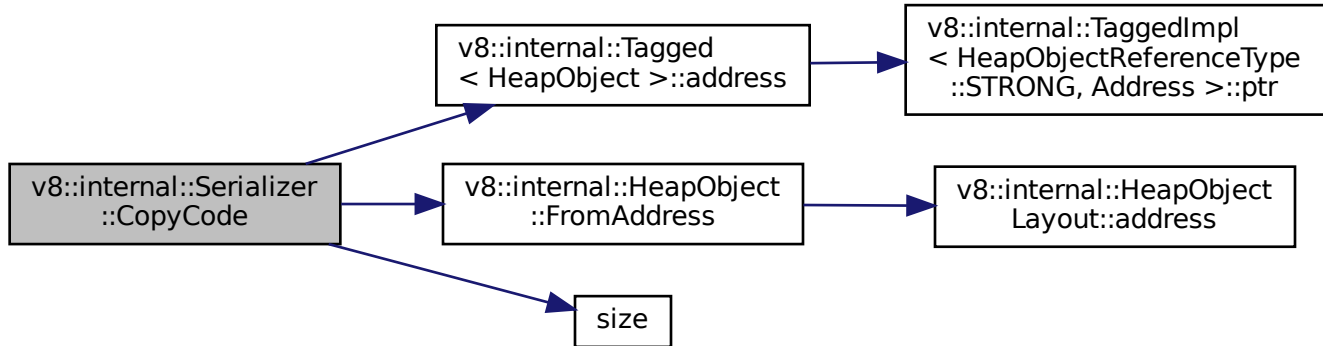 v8::internal::Serializer
::CopyCode
v8::internal::Tagged
< HeapObject >::address
v8::internal::TaggedImpl
< HeapObjectReferenceType
::STRONG, Address >::ptr
v8::internal::HeapObject
::FromAddress
v8::internal::HeapObject
Layout::address
size